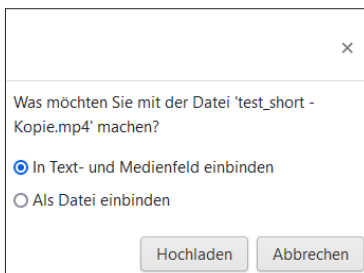 Was möchten Sie mit der Datei 'test_short -
Kopie.mp4' machen?
In Text- und Medienfeld einbinden
Als Datei einbinden
Hochladen Abbrechen